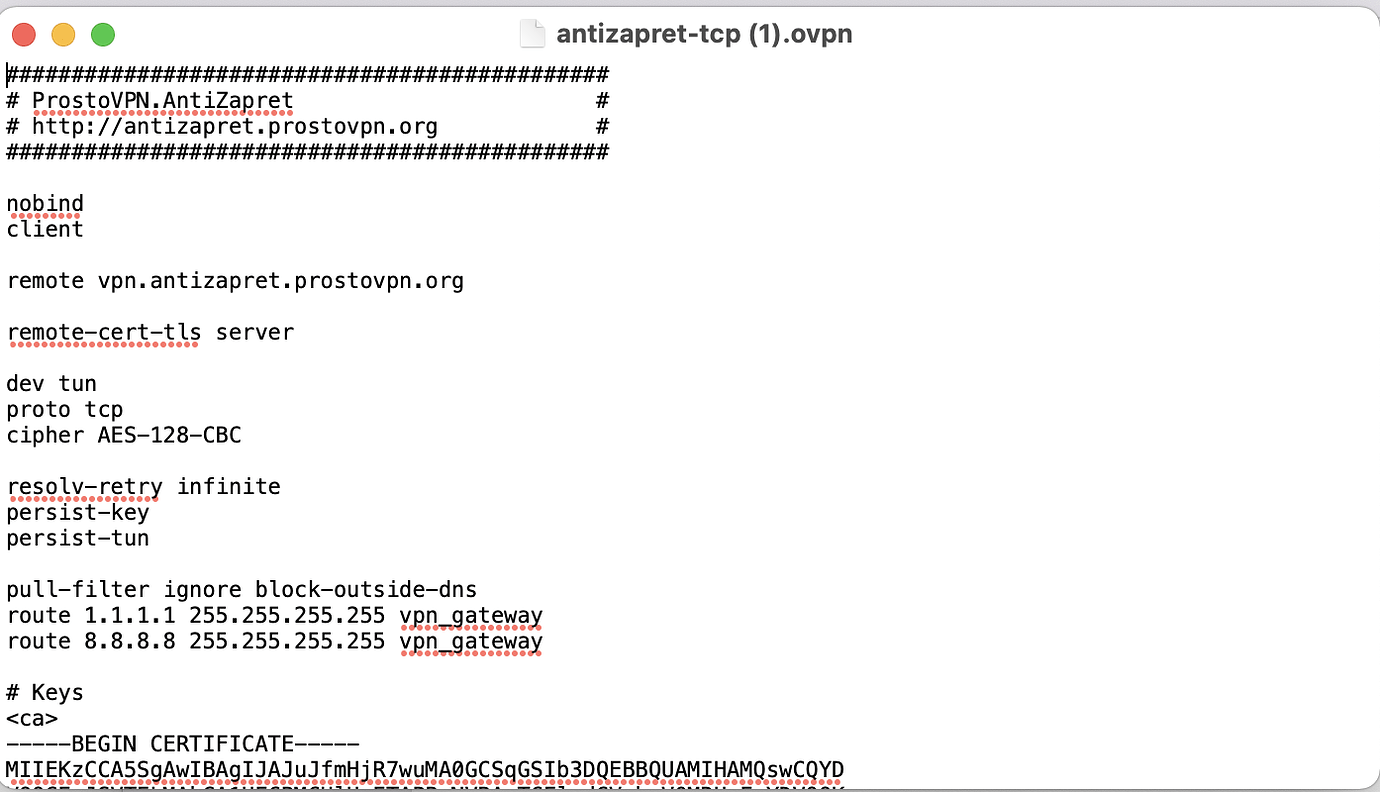 antizapret-tcp (1).ovpn
##############################################
# ProstoVPN.AntiZapret                       #
# http://antizapret.prostovpn.org            #
##############################################
nobind
client
remote vpn.antizapret.prostovpn.org
remote-cert-tls server
dev tun
proto tcp
cipher AES-128-CBC
resolv-retry infinite
persist-key
persist-tun
pull-filter ignore block-outside-dns
route 1.1.1.1 255.255.255.255 vpn_gateway
route 8.8.8.8 255.255.255.255 vpn_gateway
# Keys
<ca>
-----BEGIN CERTIFICATE-----
MIIEKzCCA5SgAwIBAgIJAJuJfmHjR7wuMA0GCSqGSIb3DQEBBQUAMIHAMQswCQYD